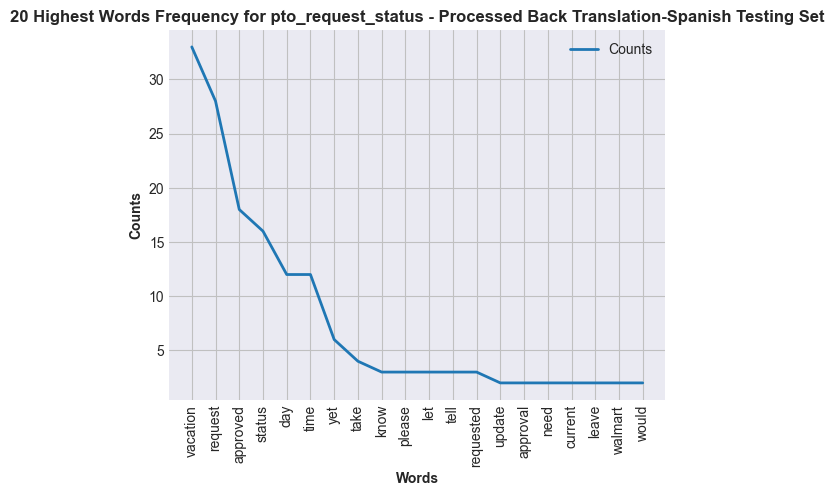 20 Highest Words Frequency for pto_request_status - Processed Back Translation-Spanish Testing Set
Counts
30
25
20
15
10
5
Counts
vacation
request
approved
status
day
time
yet
take
know
please
let
tell
requested
update
approval
need
current
leave
walmart
would
Words